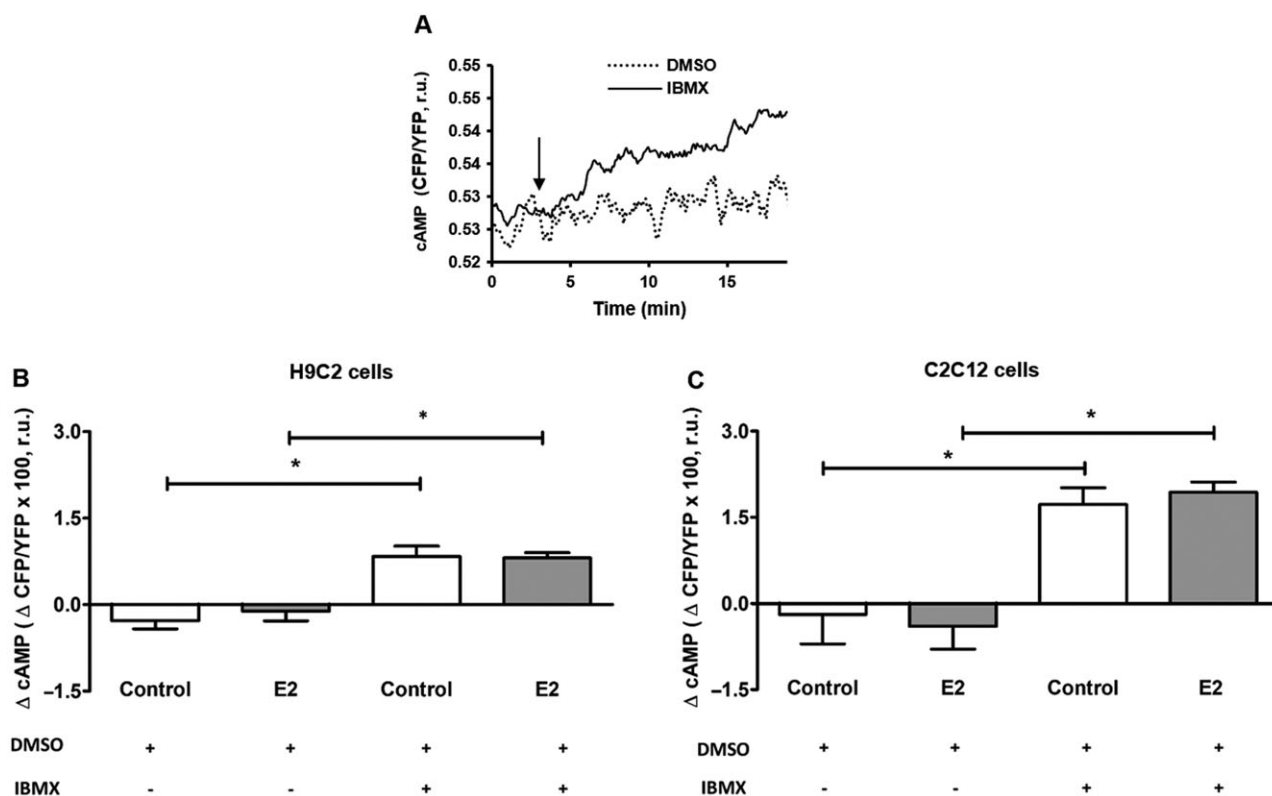 A
cAMP (CFP/YFP, r.u.)
0.55
0.55
0.54
0.54
0.53
0.53
0.52
DMSO
IBMX
0 5 10 15
Time (min)
B
H9C2 cells
Δ cAMP ( Δ CFP/YFP x 100, r.u.)
3.0
1.5
0.0
–1.5
*
*
Control E2 Control E2
DMSO + + + +
IBMX - - + +
C
C2C12 cells
Δ cAMP ( Δ CFP/YFP x 100, r.u.)
3.0
1.5
0.0
–1.5
*
*
Control E2 Control E2
DMSO + + + +
IBMX - - + +